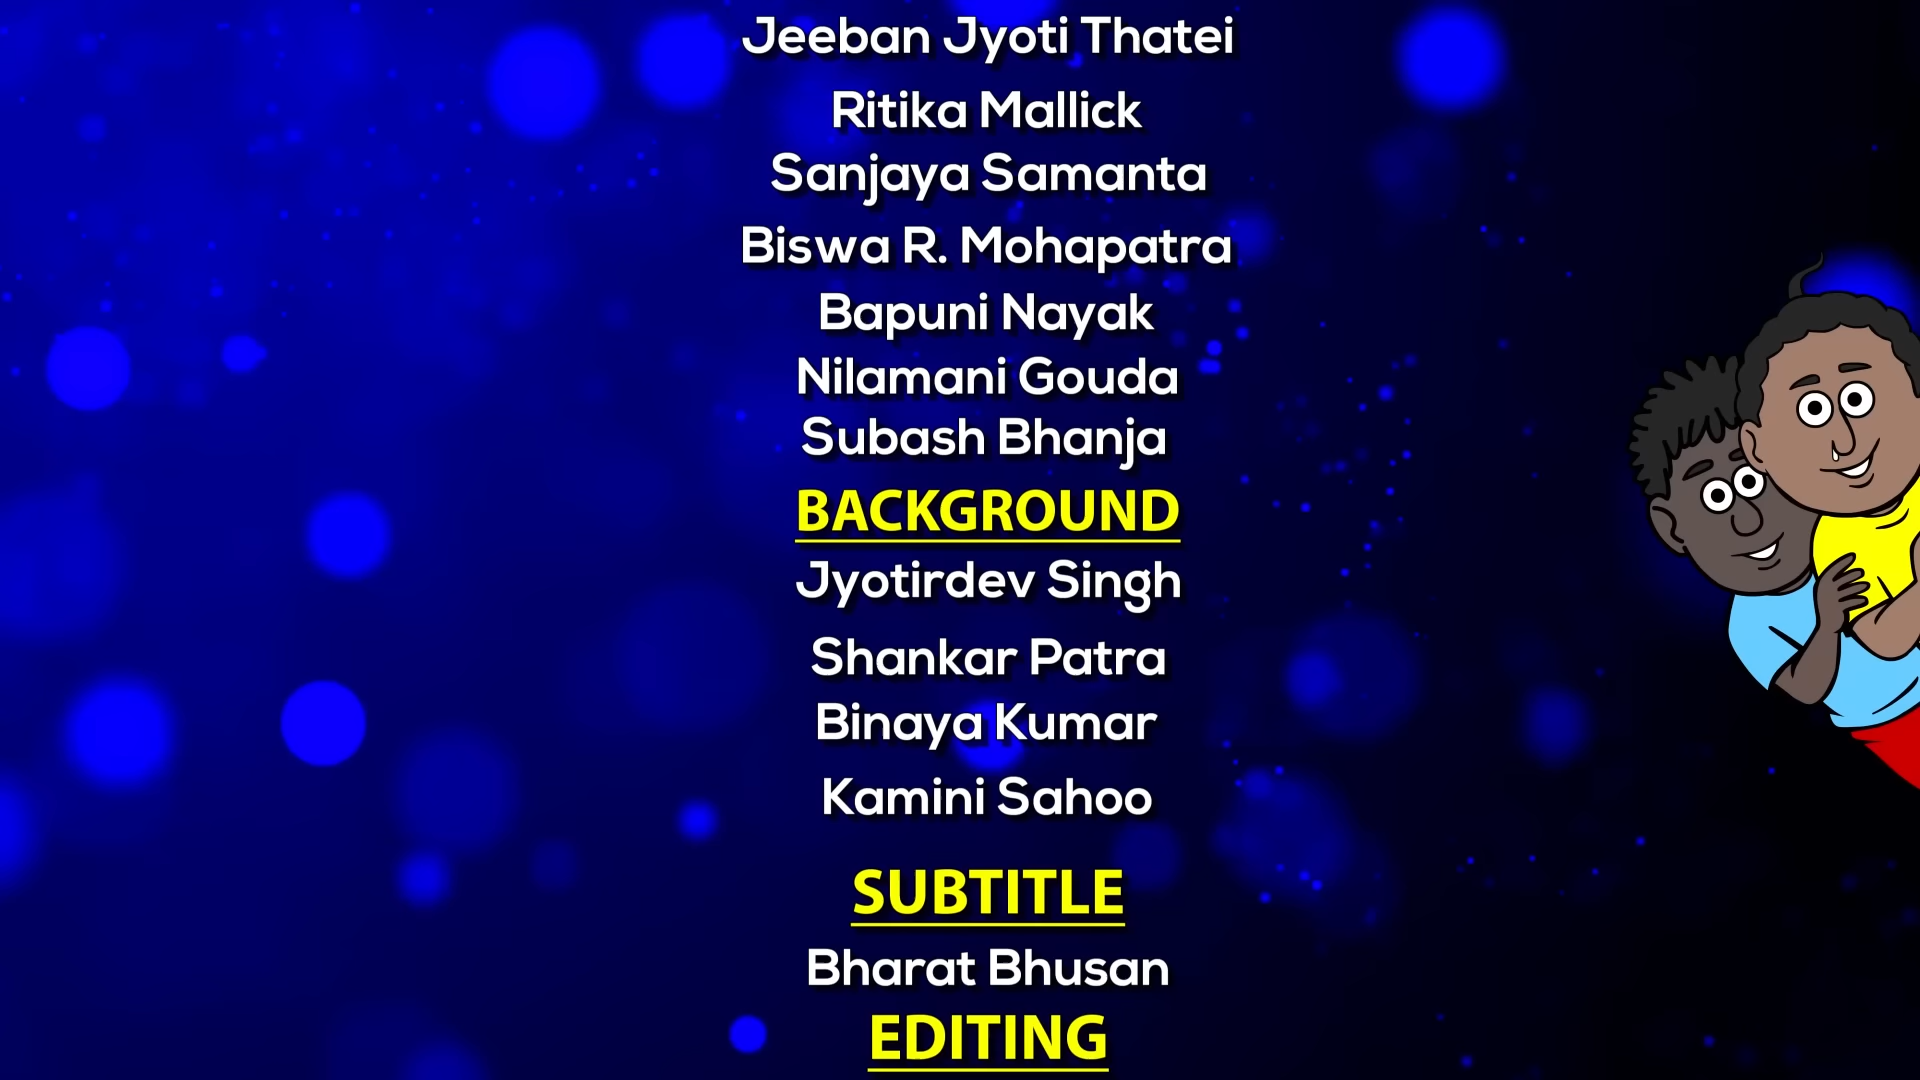 Jeeban Jyoti Thatei
Ritika Mallick
Sanjaya Samanta
Biswa R. Mohapatra
Bapuni Nayak
Nilamani Gouda
Subash Bhanja
BACKGROUND
Jyotirdev Singh
Shankar Patra
Binaya Kumar
Kamini Sahoo
SUBTITLE
Bharat Bhusan
EDITING